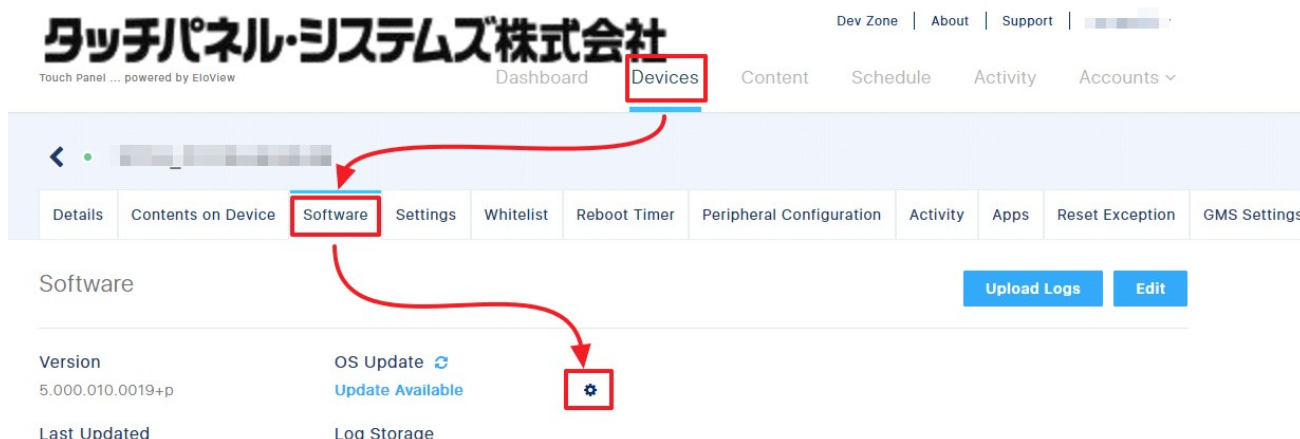 タッチパネル・システムズ株式会社
Dev Zone About Support
Touch Panel ... powered by EloView
Dashboard Devices Content Schedule Activity Accounts
Details Contents on Device Software Settings Whitelist Reboot Timer Peripheral Configuration Activity Apps Reset Exception GMS Settings
Software
Upload Logs Edit
Version OS Update
5.000.010.0019+p Update Available
Last Updated Log Storage